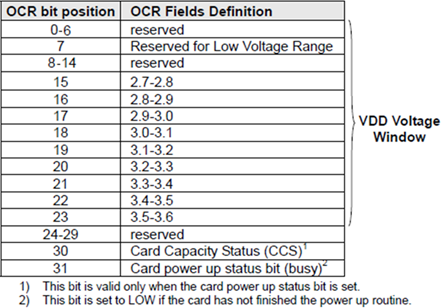 OCR bit position OCR Fields Definition
0-6 reserved
7 Reserved for Low Voltage Range
8-14 reserved
15 2.7-2.8
16 2.8-2.9
17 2.9-3.0
18 3.0-3.1
19 3.1-3.2
20 3.2-3.3
21 3.3-3.4
22 3.4-3.5
23 3.5-3.6
24-29 reserved
30 Card Capacity Status (CCS)1
31 Card power up status bit (busy)2
VDD Voltage
Window
1) This bit is valid only when the card power up status bit is set.
2) This bit is set to LOW if the card has not finished the power up routine.